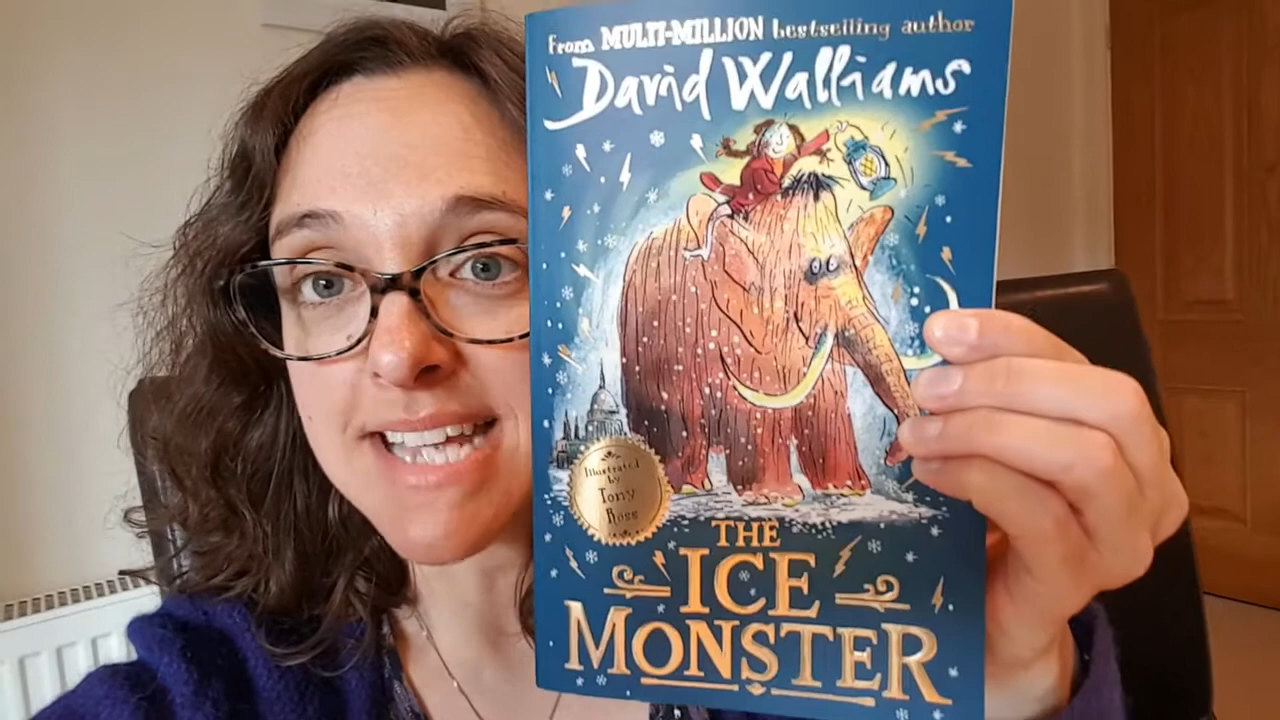 From MULTI-MILLION bestselling author
David Walliams
Illustrated
by
Tony
Ross
THE
ICE
MONSTER